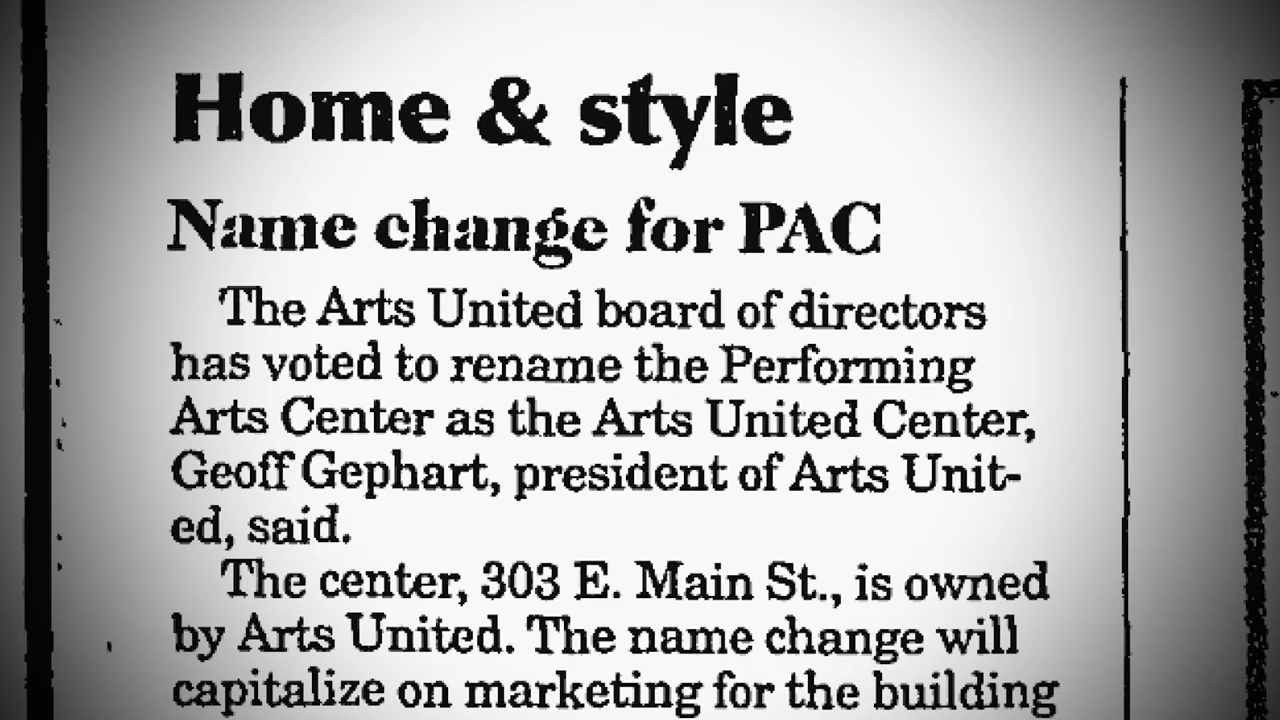 Home & style
Name change for PAC
The Arts United board of directors
has voted to rename the Performing
Arts Center as the Arts United Center,
Geoff Gephart, president of Arts Unit-
ed, said.
The center, 303 E. Main St., is owned
by Arts United. The name change will
capitalize on marketing for the building